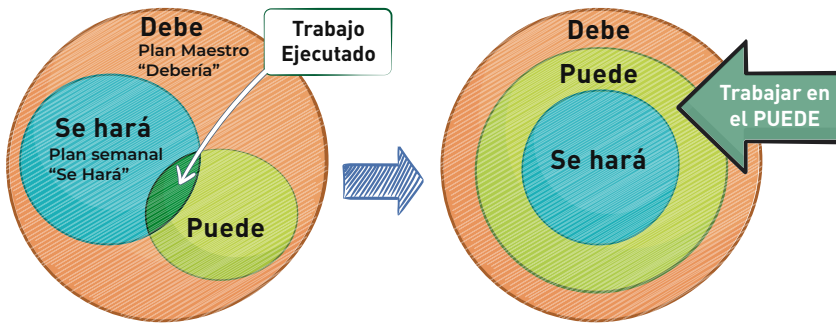 Debe
Plan Maestro
“Debería”
Trabajo
Ejecutado
Se hará
Plan semanal
“Se Hará”
Puede
Debe
Puede
Se hará
Trabajar en
el PUEDE